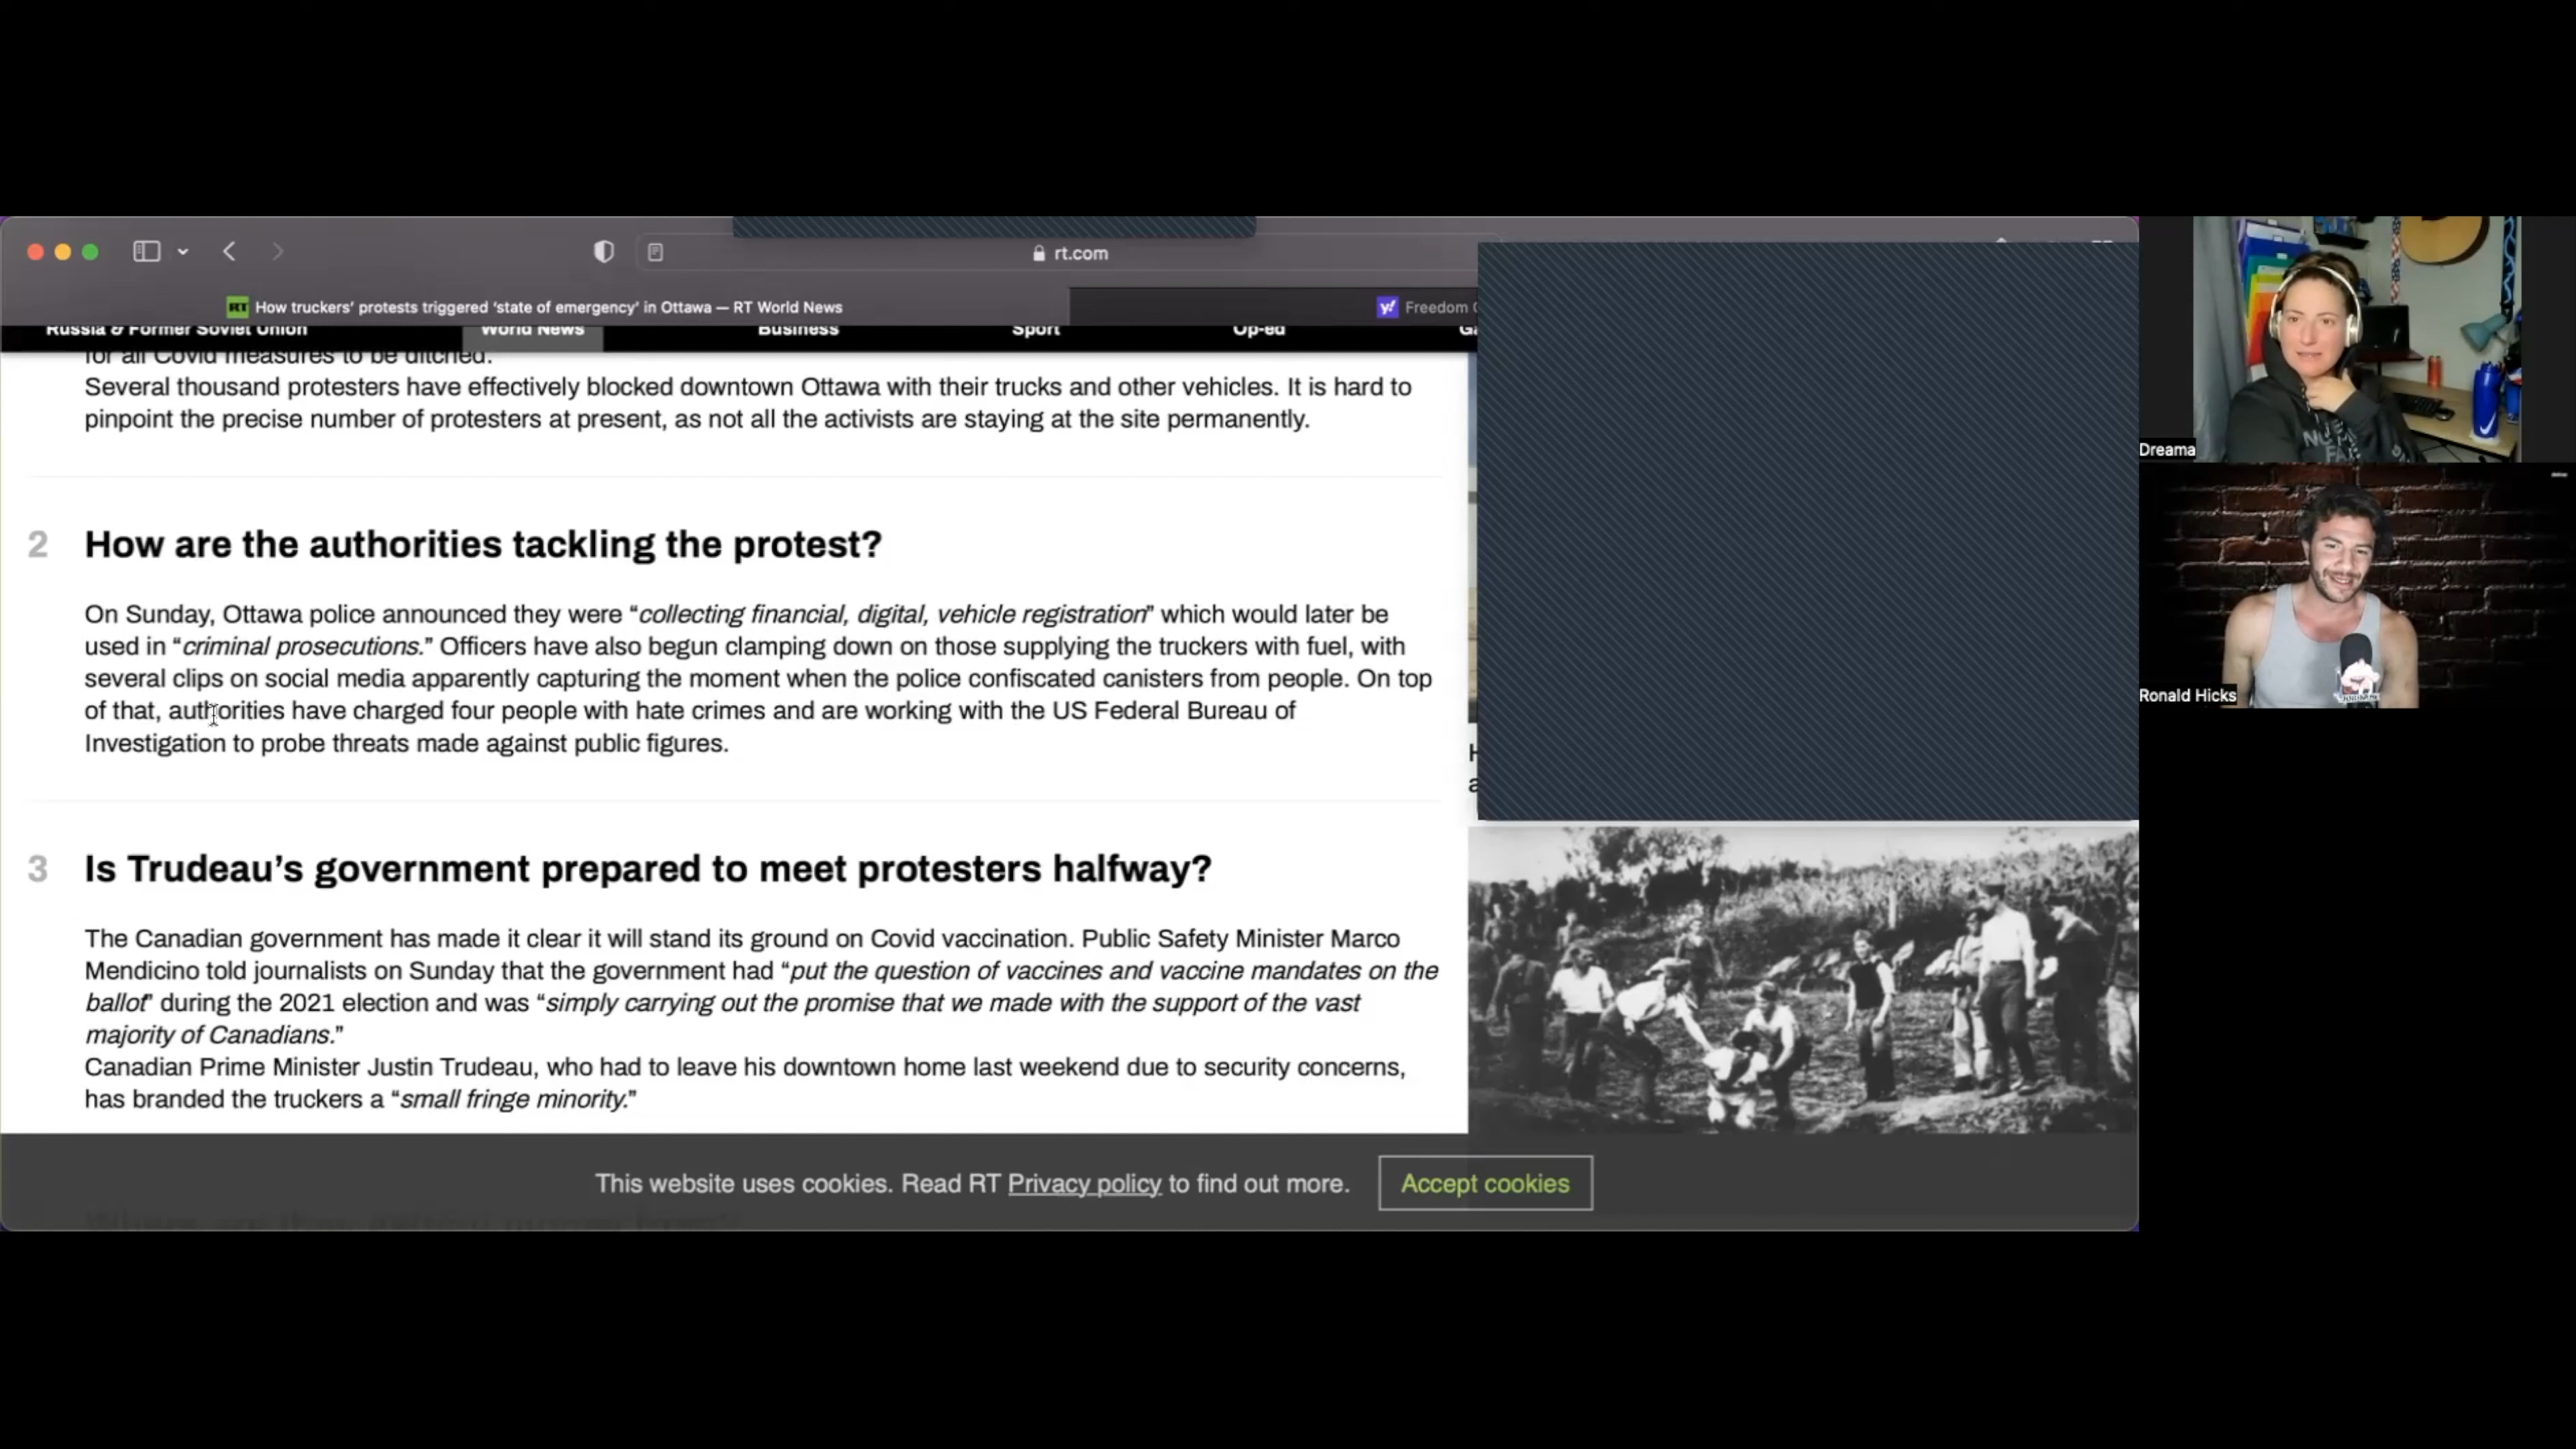 rt.com
RT How truckers’ protests triggered ‘state of emergency’ in Ottawa — RT World News
y! Freedom
Russia & Former Soviet Union World News Business Sport Op-ed
for all Covid measures to be ditched.
Several thousand protesters have effectively blocked downtown Ottawa with their trucks and other vehicles. It is hard to
pinpoint the precise number of protesters at present, as not all the activists are staying at the site permanently.
2 How are the authorities tackling the protest?
On Sunday, Ottawa police announced they were “collecting financial, digital, vehicle registration” which would later be
used in “criminal prosecutions.” Officers have also begun clamping down on those supplying the truckers with fuel, with
several clips on social media apparently capturing the moment when the police confiscated canisters from people. On top
of that, authorities have charged four people with hate crimes and are working with the US Federal Bureau of
Investigation to probe threats made against public figures.
3 Is Trudeau’s government prepared to meet protesters halfway?
The Canadian government has made it clear it will stand its ground on Covid vaccination. Public Safety Minister Marco
Mendicino told journalists on Sunday that the government had “put the question of vaccines and vaccine mandates on the
ballot” during the 2021 election and was “simply carrying out the promise that we made with the support of the vast
majority of Canadians.”
Canadian Prime Minister Justin Trudeau, who had to leave his downtown home last weekend due to security concerns,
has branded the truckers a “small fringe minority.”
This website uses cookies. Read RT Privacy policy to find out more. Accept cookies
Dreama
Ronald Hicks